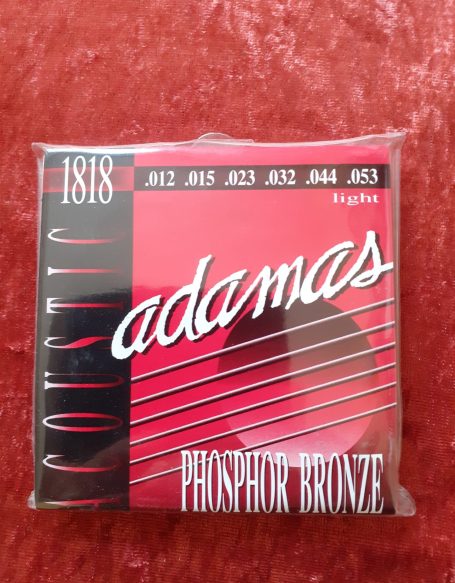 1818
.012 .015 .023 .032 .044 .053
light
ACOUSTIC
adamas
PHOSPHOR BRONZE